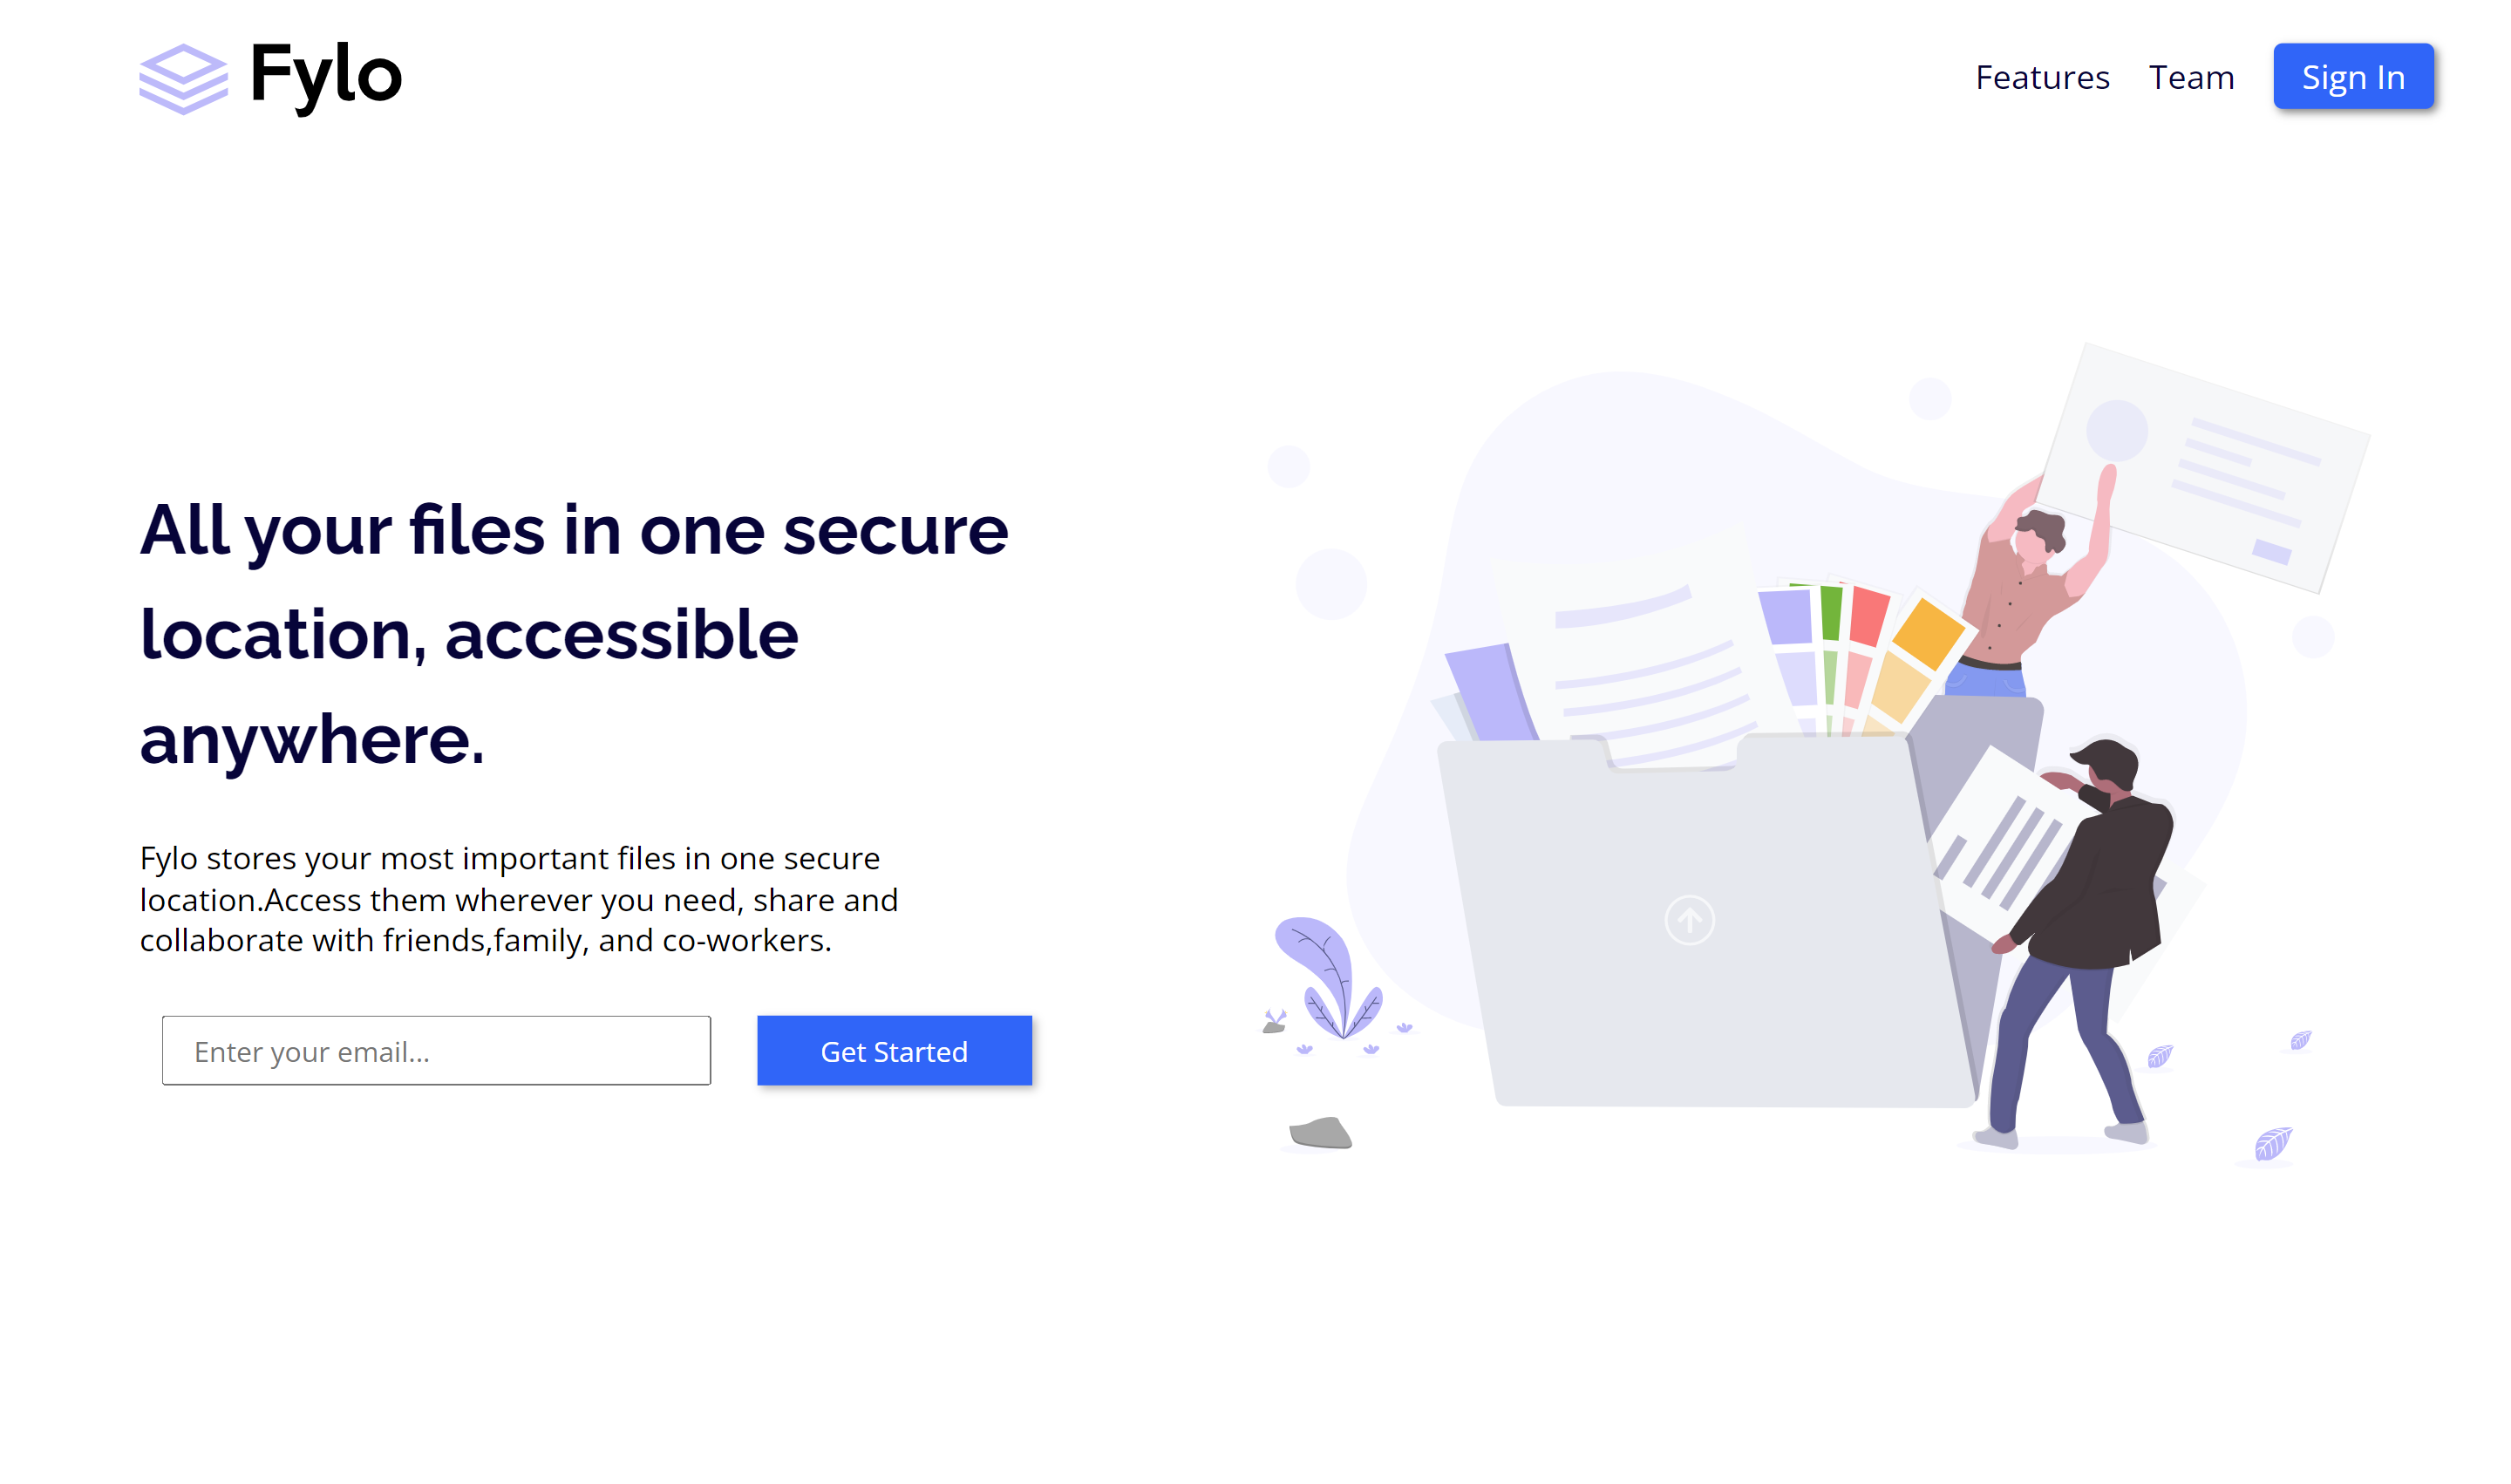 Fylo
Features Team Sign In
All your files in one secure
location, accessible
anywhere.
Fylo stores your most important files in one secure
location.Access them wherever you need, share and
collaborate with friends,family, and co-workers.
Enter your email... Get Started